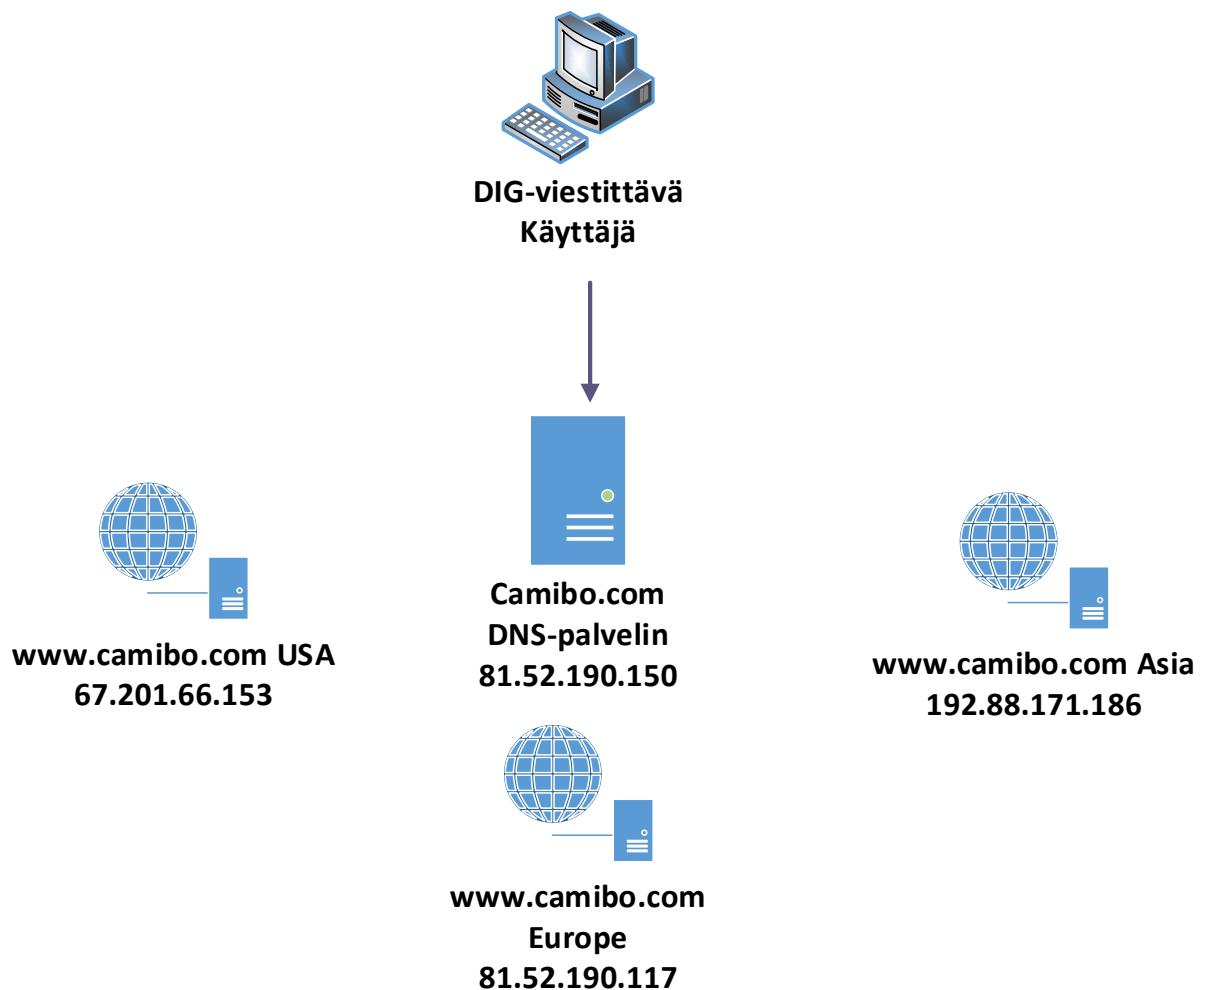 DIG-viestittävä
Käyttäjä
Camibo.com
DNS-palvelin
81.52.190.150
www.camibo.com USA
67.201.66.153
www.camibo.com Asia
192.88.171.186
www.camibo.com
Europe
81.52.190.117